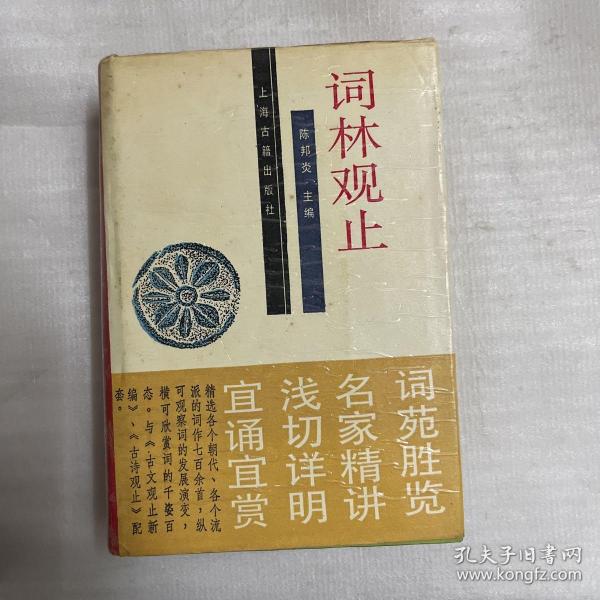 词林观止
陈邦炎 主编
上海古籍出版社
词苑胜览
名家精讲
浅切详明
宜诵宜赏
精选各个朝代、各个流
派的词作七百余首，纵
可观察词的发展演变，
横可欣赏词的千姿百
态。与《古文观止新
编》、《古诗观止》配
套。
孔夫子旧书网
www.kongfz.com